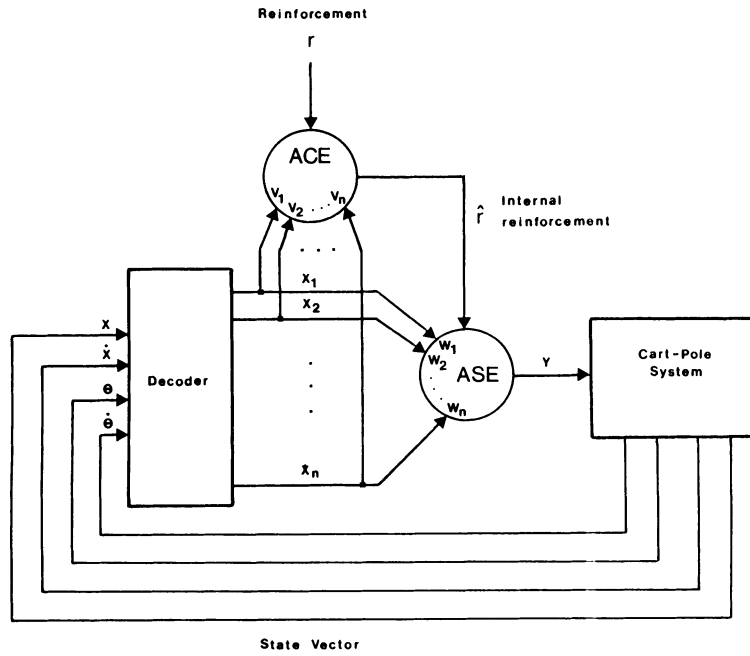 Reinforcement
r
ACE
v1
v2
. . .
vn
r̂
Internal
reinforcement
. . .
x1
x2
x
ẋ
θ
θ̇
Decoder
.
.
.
w1
w2
.
.
.
wn
ASE
y
Cart-Pole
System
xn
State Vector